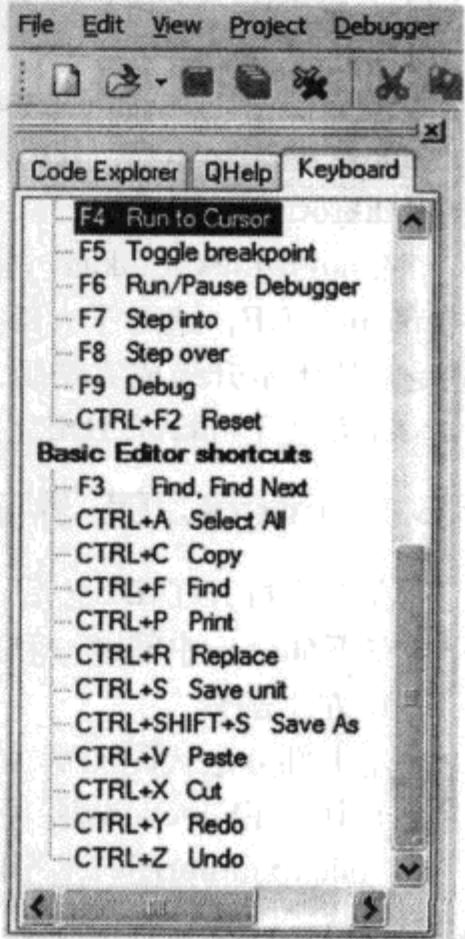 File Edit View Project Debugger
Code Explorer QHelp Keyboard
F4 Run to Cursor
F5 Toggle breakpoint
F6 Run/Pause Debugger
F7 Step into
F8 Step over
F9 Debug
CTRL+F2 Reset
Basic Editor shortcuts
F3 Find, Find Next
CTRL+A Select All
CTRL+C Copy
CTRL+F Find
CTRL+P Print
CTRL+R Replace
CTRL+S Save unit
CTRL+SHIFT+S Save As
CTRL+V Paste
CTRL+X Cut
CTRL+Y Redo
CTRL+Z Undo